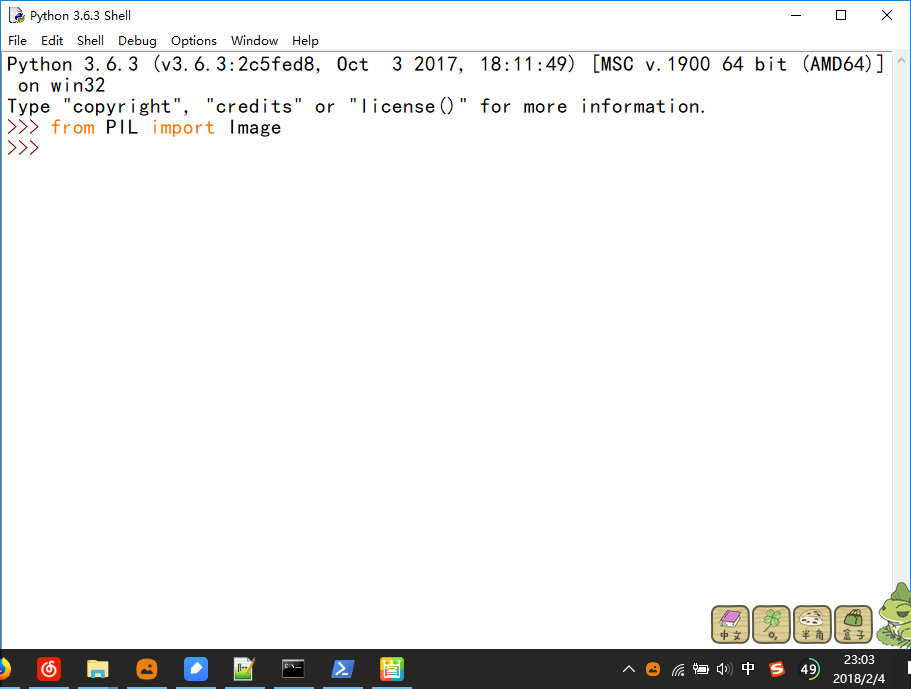 Python 3.6.3 Shell
File Edit Shell Debug Options Window Help
Python 3.6.3 (v3.6.3:2c5fed8, Oct  3 2017, 18:11:49) [MSC v.1900 64 bit (AMD64)]
 on win32
Type "copyright", "credits" or "license()" for more information.
>>> from PIL import Image
>>>
中文 °, 半角 盒子
中 S 49 23:03
2018/2/4